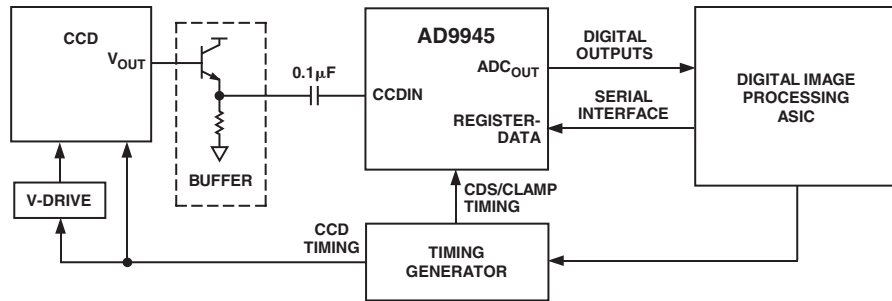 CCD
VOUT
BUFFER
V-DRIVE
0.1μF
AD9945
CCDIN
ADCOUT
REGISTER-
DATA
DIGITAL
OUTPUTS
SERIAL
INTERFACE
DIGITAL IMAGE
PROCESSING
ASIC
CDS/CLAMP
TIMING
CCD
TIMING
TIMING
GENERATOR